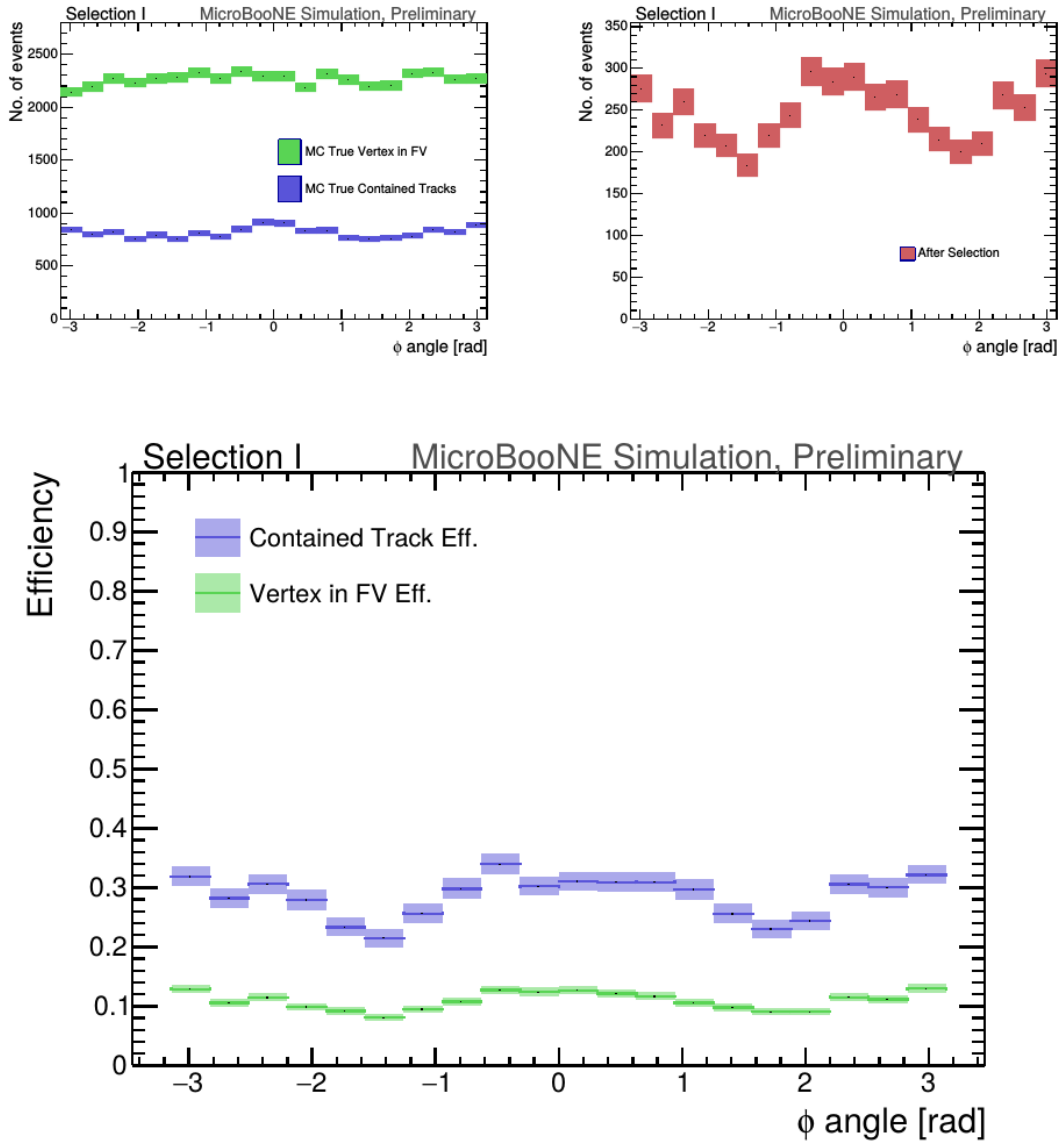 Selection I MicroBooNE Simulation, Preliminary
No. of events
2500
2000
1500
1000
500
0
MC True Vertex in FV
MC True Contained Tracks
−3 −2 −1 0 1 2 3
ϕ angle [rad]
MicroBooNE Simulation, Preliminary
Selection I
No. of events
350
300
250
200
150
100
50
0
After Selection
−3 −2 −1 0 1 2 3
ϕ angle [rad]
Selection I MicroBooNE Simulation, Preliminary
Efficiency
1
0.9
0.8
0.7
0.6
0.5
0.4
0.3
0.2
0.1
0
Contained Track Eff.
Vertex in FV Eff.
−3 −2 −1 0 1 2 3
ϕ angle [rad]